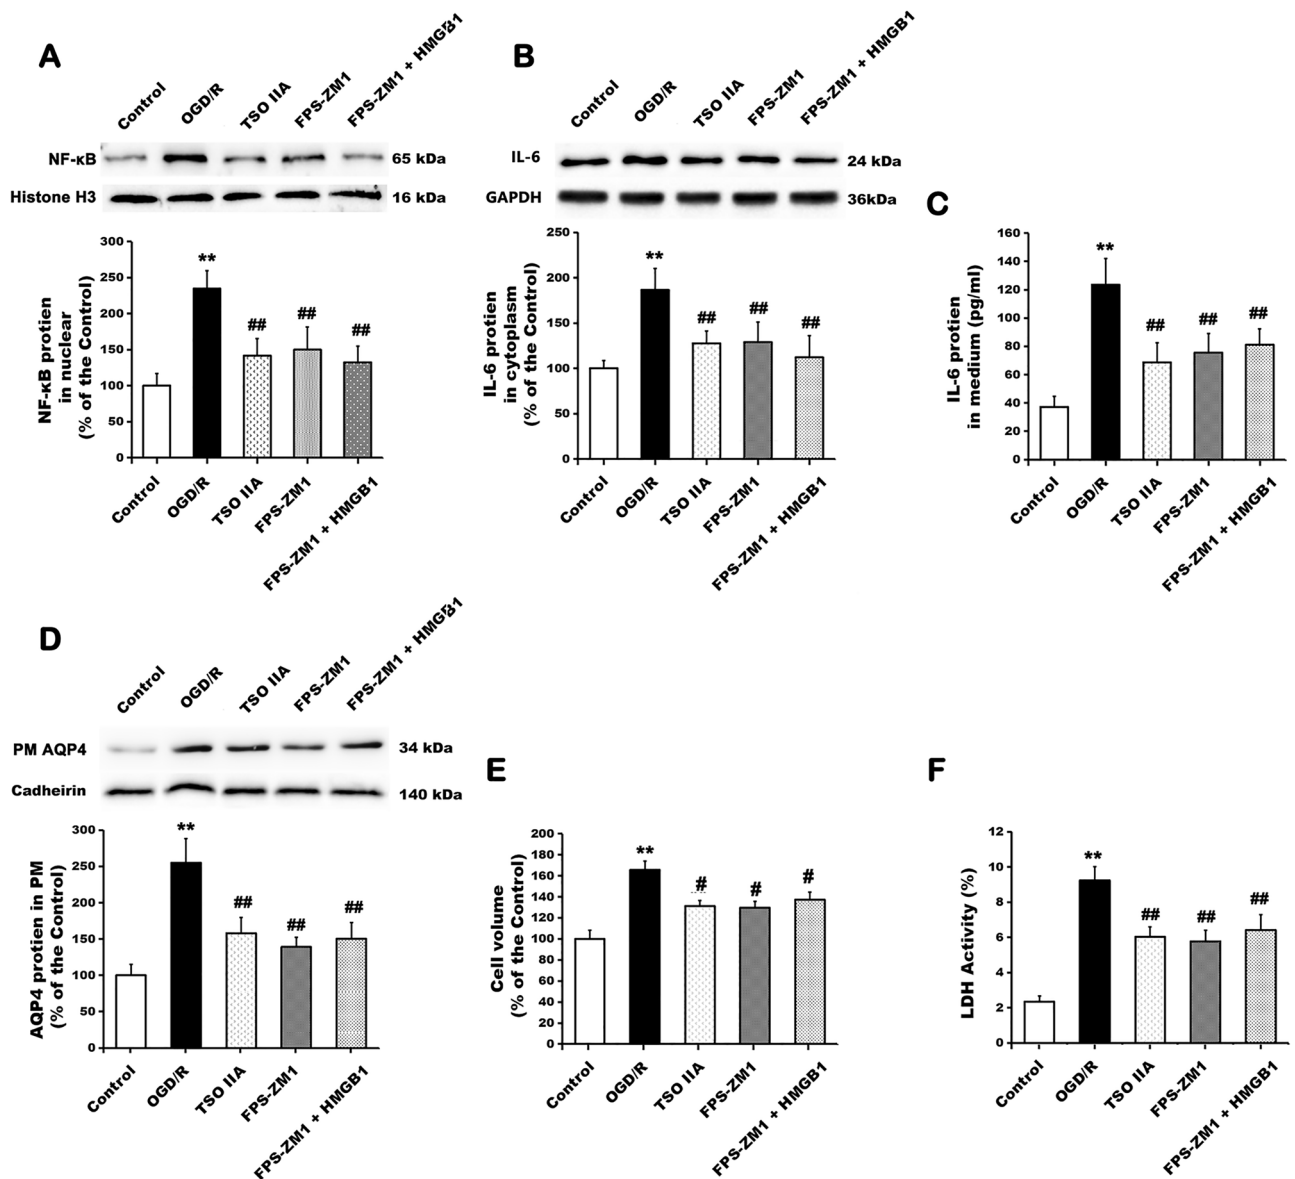 A
Control
OGD/R
TSO IIA
FPS-ZM1
FPS-ZM1 + HMGB1
NF-κB
65 kDa
Histone H3
16 kDa
NF-κB protien
in nuclear
(% of the Control)
300
250
200
150
100
50
0
**
##
##
##
Control
OGD/R
TSO IIA
FPS-ZM1
FPS-ZM1 + HMGB1
B
Control
OGD/R
TSO IIA
FPS-ZM1
FPS-ZM1 + HMGB1
IL-6
24 kDa
GAPDH
36kDa
IL-6 protien
in cytoplasm
(% of the Control)
250
200
150
100
50
0
**
##
##
##
Control
OGD/R
TSO IIA
FPS-ZM1
FPS-ZM1 + HMGB1
C
IL-6 protien
in medium (pg/ml)
160
140
120
100
80
60
40
20
0
**
##
##
##
Control
OGD/R
TSO IIA
FPS-ZM1
FPS-ZM1 + HMGB1
D
Control
OGD/R
TSO IIA
FPS-ZM1
FPS-ZM1 + HMGB1
PM AQP4
34 kDa
Cadheirin
140 kDa
AQP4 protien in PM
(% of the Control)
300
250
200
150
100
50
0
**
##
##
##
Control
OGD/R
TSO IIA
FPS-ZM1
FPS-ZM1 + HMGB1
E
Cell volume
(% of the Control)
200
180
160
140
120
100
80
60
40
20
0
**
#
#
#
Control
OGD/R
TSO IIA
FPS-ZM1
FPS-ZM1 + HMGB1
F
LDH Activity (%)
12
10
8
6
4
2
0
**
##
##
##
Control
OGD/R
TSO IIA
FPS-ZM1
FPS-ZM1 + HMGB1